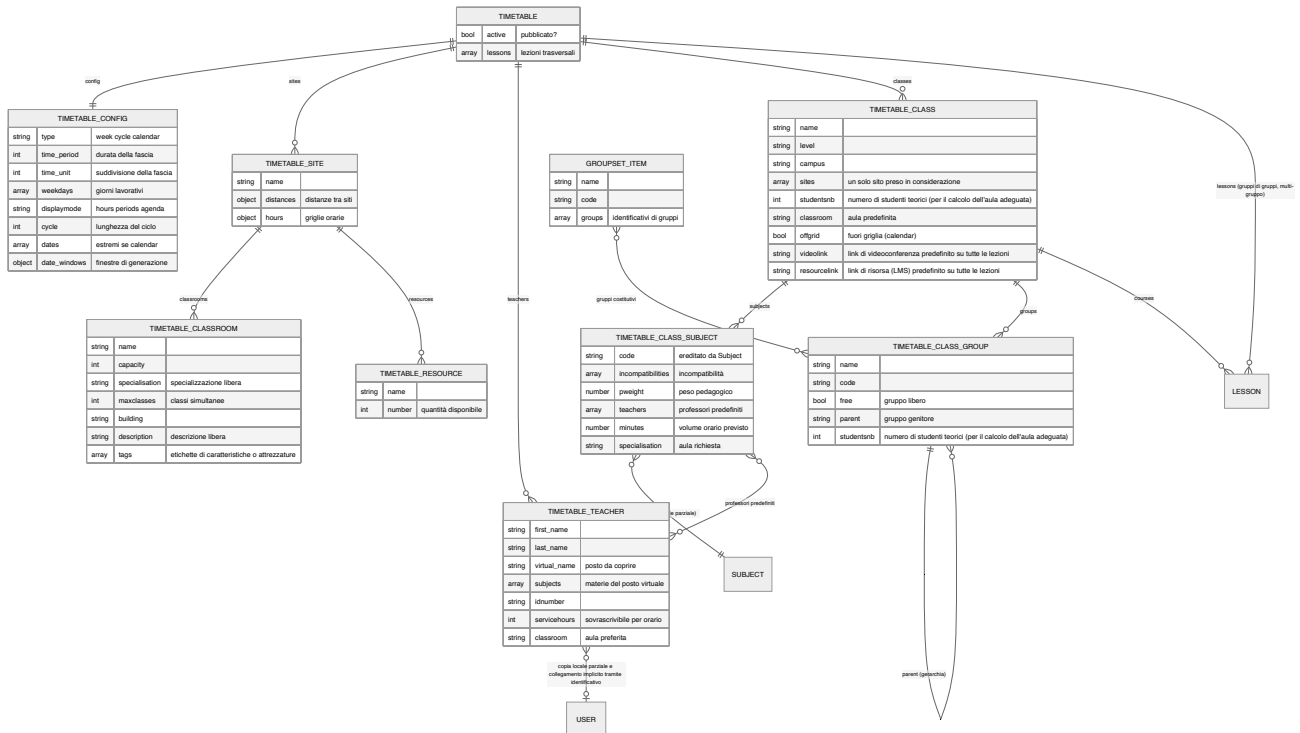 TIMETABLE
bool active pubblicato?
array lessons lezioni trasversali
config
sites
classes
TIMETABLE_CONFIG
string type week cycle calendar
int time_period durata della fascia
int time_unit suddivisione della fascia
array weekdays giorni lavorativi
string displaymode hours periods agenda
int cycle lunghezza del ciclo
array dates estremi se calendar
object date_windows finestre di generazione
TIMETABLE_SITE
string name
object distances distanze tra siti
object hours griglie orarie
GROUPSET_ITEM
string name
string code
array groups identificativi di gruppi
TIMETABLE_CLASS
string name
string level
string campus
array sites un solo sito preso in considerazione
int studentsnb numero di studenti teorici (per il calcolo dell'aula adeguata)
string classroom aula predefinita
bool offgrid fuori griglia (calendar)
string videolink link di videoconferenza predefinito su tutte le lezioni
string resourcelink link di risorsa (LMS) predefinito su tutte le lezioni
lessons (gruppi di gruppi, multi-
gruppo)
classrooms
resources
teachers
gruppi costitutivi
subjects
groups
courses
TIMETABLE_CLASSROOM
string name
int capacity
string specialisation specializzazione libera
int maxclasses classi simultanee
string building
string description descrizione libera
array tags etichette di caratteristiche o attrezzature
TIMETABLE_RESOURCE
string name
int number quantità disponibile
TIMETABLE_CLASS_SUBJECT
string code ereditato da Subject
array incompatibilities incompatibilità
number pweight peso pedagogico
array teachers professori predefiniti
number minutes volume orario previsto
string specialisation aula richiesta
TIMETABLE_CLASS_GROUP
string name
string code
bool free gruppo libero
string parent gruppo genitore
int studentsnb numero di studenti teorici (per il calcolo dell'aula adeguata)
LESSON
professori predefiniti
parziale)
TIMETABLE_TEACHER
string first_name
string last_name
string virtual_name posto da coprire
array subjects materie del posto virtuale
string idnumber
int servicehours sovrascrivibile per orario
string classroom aula preferita
SUBJECT
copia locale parziale e
collegamento implicito tramite
identificativo
parent (gerarchia)
USER